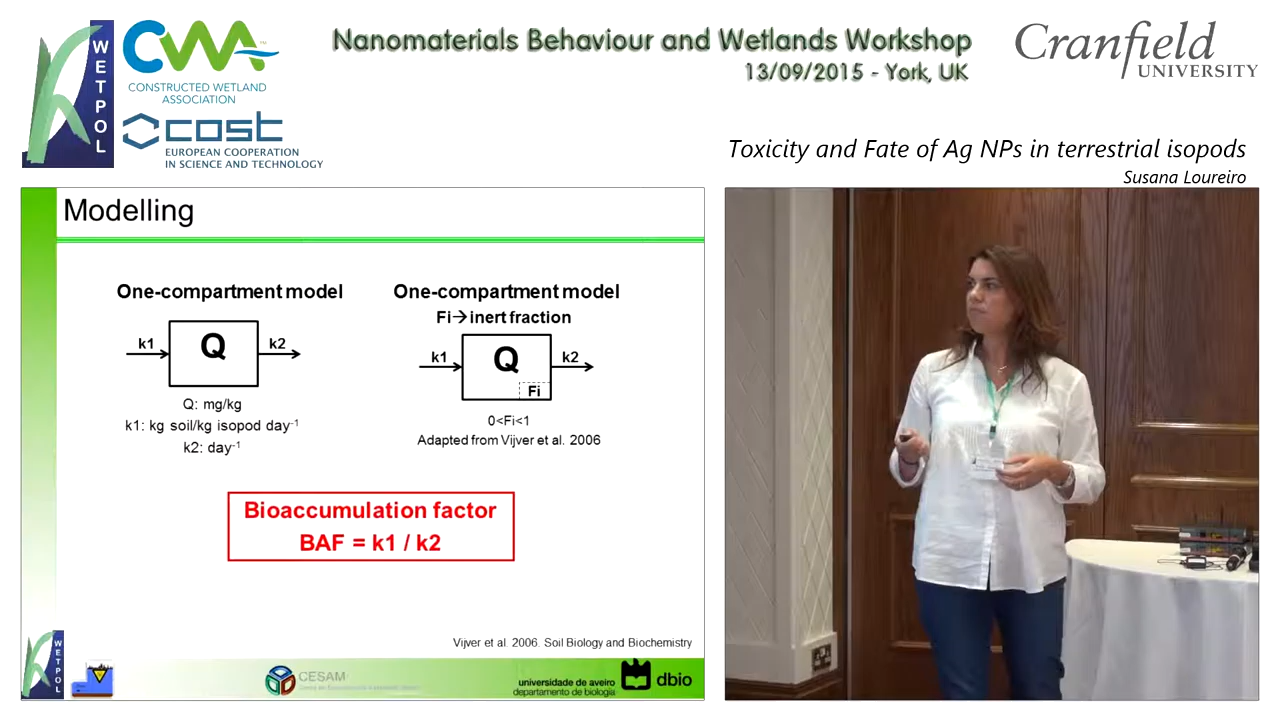 WETPOL
CWA
CONSTRUCTED WETLAND
ASSOCIATION
cost
EUROPEAN COOPERATION
IN SCIENCE AND TECHNOLOGY
Nanomaterials Behaviour and Wetlands Workshop
13/09/2015 - York, UK
Cranfield
UNIVERSITY
Toxicity and Fate of Ag NPs in terrestrial isopods
Susana Loureiro
Modelling
One-compartment model
k1
Q
k2
Q: mg/kg
k1: kg soil/kg isopod day⁻¹
k2: day⁻¹
One-compartment model
Fi→inert fraction
k1
Q
k2
Fi
0<Fi<1
Adapted from Vijver et al. 2006
Bioaccumulation factor
BAF = k1 / k2
Vijver et al. 2006. Soil Biology and Biochemistry
WETPOL
CESAM
universidade de aveiro
departamento de biologia
dbio